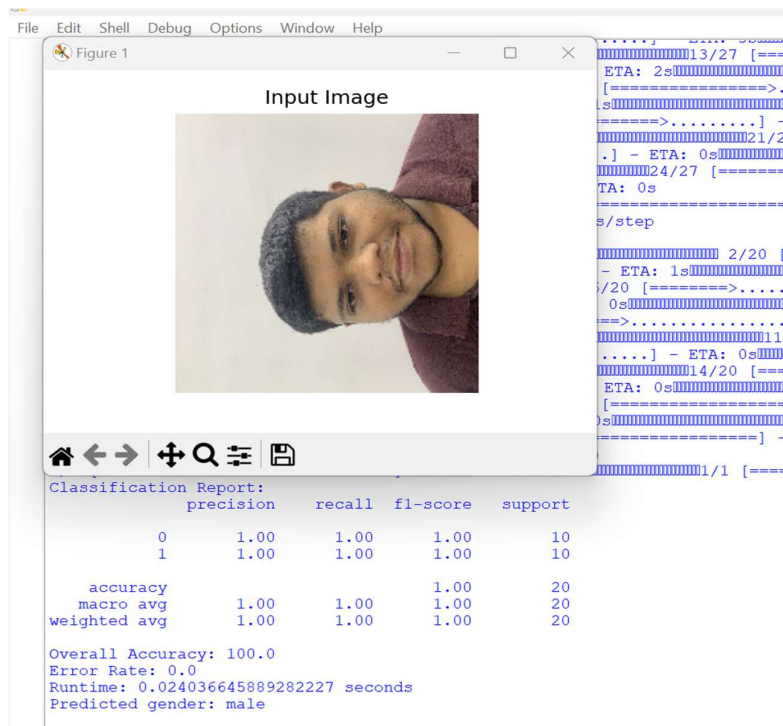 File Edit Shell Debug Options Window Help
Figure 1
Input Image
13/27 [===
ETA: 2s
[================>.
1s
======>.........] -
21/2
.] - ETA: 0s
24/27 [=======
TA: 0s
s/step
2/20 [
- ETA: 1s
/20 [========>.....
0s
==>................
11
.....] - ETA: 0s
14/20 [===
ETA: 0s
[==================
=================] -
1/1 [====
Classification Report:
precision recall f1-score support
0 1.00 1.00 1.00 10
1 1.00 1.00 1.00 10
accuracy 1.00 20
macro avg 1.00 1.00 1.00 20
weighted avg 1.00 1.00 1.00 20
Overall Accuracy: 100.0
Error Rate: 0.0
Runtime: 0.024036645889282227 seconds
Predicted gender: male